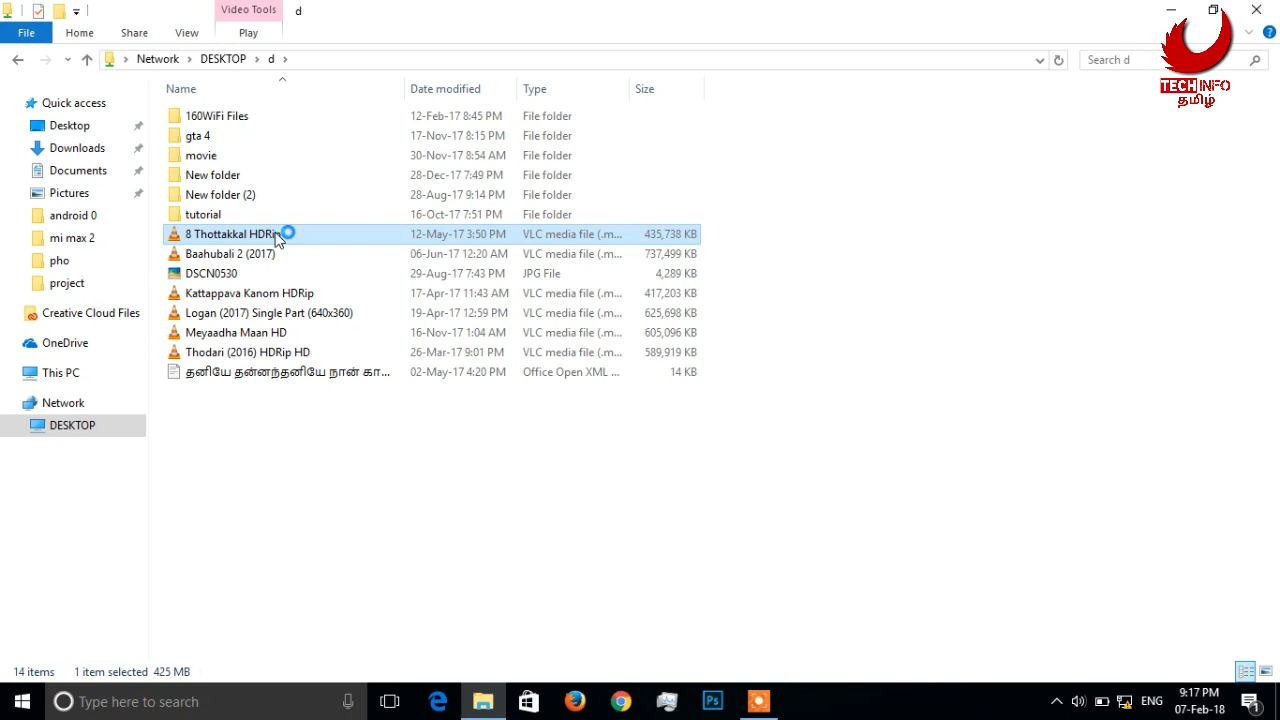 Video Tools
d
File
Home
Share
View
Play
Network
DESKTOP
d
Search d
TECH INFO
தமிழ்
Name
Date modified
Type
Size
Quick access
Desktop
Downloads
Documents
Pictures
android 0
mi max 2
pho
project
Creative Cloud Files
OneDrive
This PC
Network
DESKTOP
160WiFi Files 12-Feb-17 8:45 PM File folder
gta 4 17-Nov-17 8:15 PM File folder
movie 30-Nov-17 8:54 AM File folder
New folder 28-Dec-17 7:49 PM File folder
New folder (2) 28-Aug-17 9:14 PM File folder
tutorial 16-Oct-17 7:51 PM File folder
8 Thottakkal HDRip 12-May-17 3:50 PM VLC media file (.m... 435,738 KB
Baahubali 2 (2017) 06-Jun-17 12:20 AM VLC media file (.m... 737,499 KB
DSCN0530 29-Aug-17 7:43 PM JPG File 4,289 KB
Kattappava Kanom HDRip 17-Apr-17 11:43 AM VLC media file (.m... 417,203 KB
Logan (2017) Single Part (640x360) 19-Apr-17 12:59 PM VLC media file (.m... 625,698 KB
Meyaadha Maan HD 16-Nov-17 1:04 AM VLC media file (.m... 605,096 KB
Thodari (2016) HDRip HD 26-Mar-17 9:01 PM VLC media file (.m... 589,919 KB
தனியே தன்னந்தனியே நான் கா... 02-May-17 4:20 PM Office Open XML ... 14 KB
14 items 1 item selected 425 MB
Type here to search
Ps
ENG
9:17 PM
07-Feb-18
1